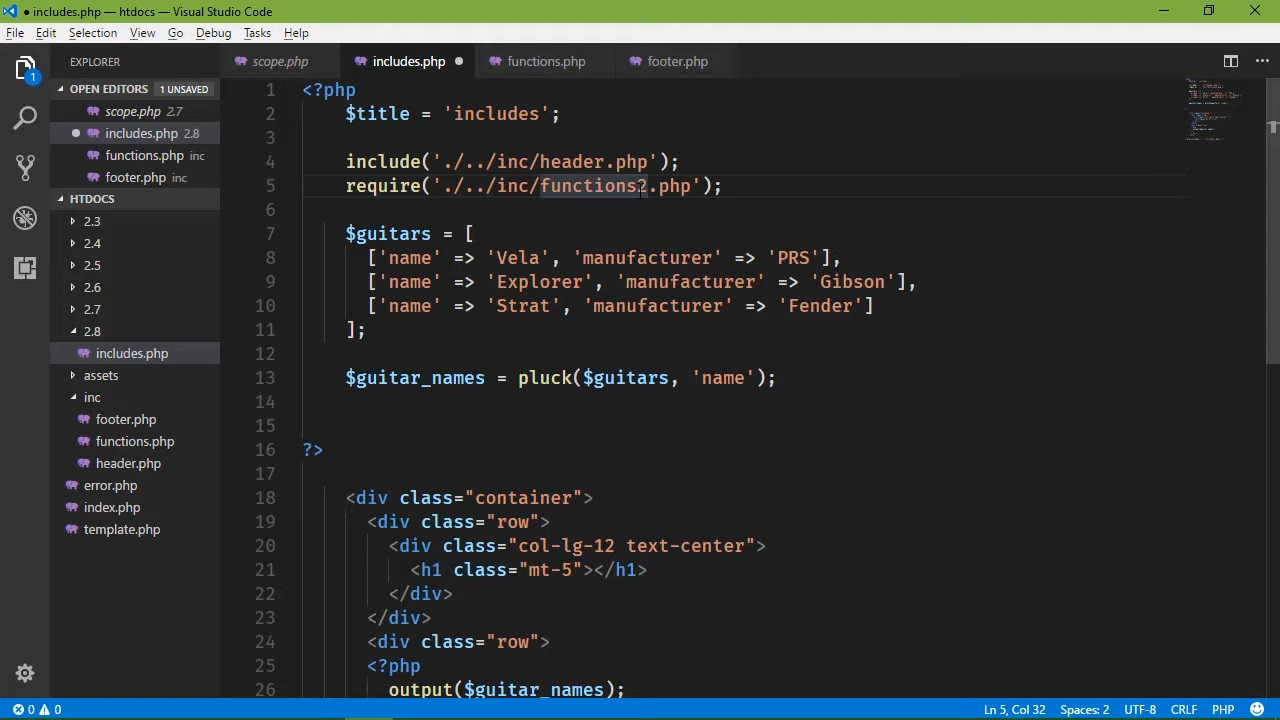 ● includes.php — htdocs — Visual Studio Code
File Edit Selection View Go Debug Tasks Help
EXPLORER
OPEN EDITORS 1 UNSAVED
scope.php 2.7
includes.php 2.8
functions.php inc
footer.php inc
HTDOCS
2.3
2.4
2.5
2.6
2.7
2.8
includes.php
assets
inc
footer.php
functions.php
header.php
error.php
index.php
template.php
1
scope.php includes.php functions.php footer.php
1 <?php
2 $title = 'includes';
3
4 include('./../inc/header.php');
5 require('./../inc/functions2.php');
6
7 $guitars = [
8 ['name' => 'Vela', 'manufacturer' => 'PRS'],
9 ['name' => 'Explorer', 'manufacturer' => 'Gibson'],
10 ['name' => 'Strat', 'manufacturer' => 'Fender']
11 ];
12
13 $guitar_names = pluck($guitars, 'name');
14
15
16 ?>
17
18 <div class="container">
19 <div class="row">
20 <div class="col-lg-12 text-center">
21 <h1 class="mt-5"></h1>
22 </div>
23 </div>
24 <div class="row">
25 <?php
26 output($guitar_names);
0 0 Ln 5, Col 32 Spaces: 2 UTF-8 CRLF PHP